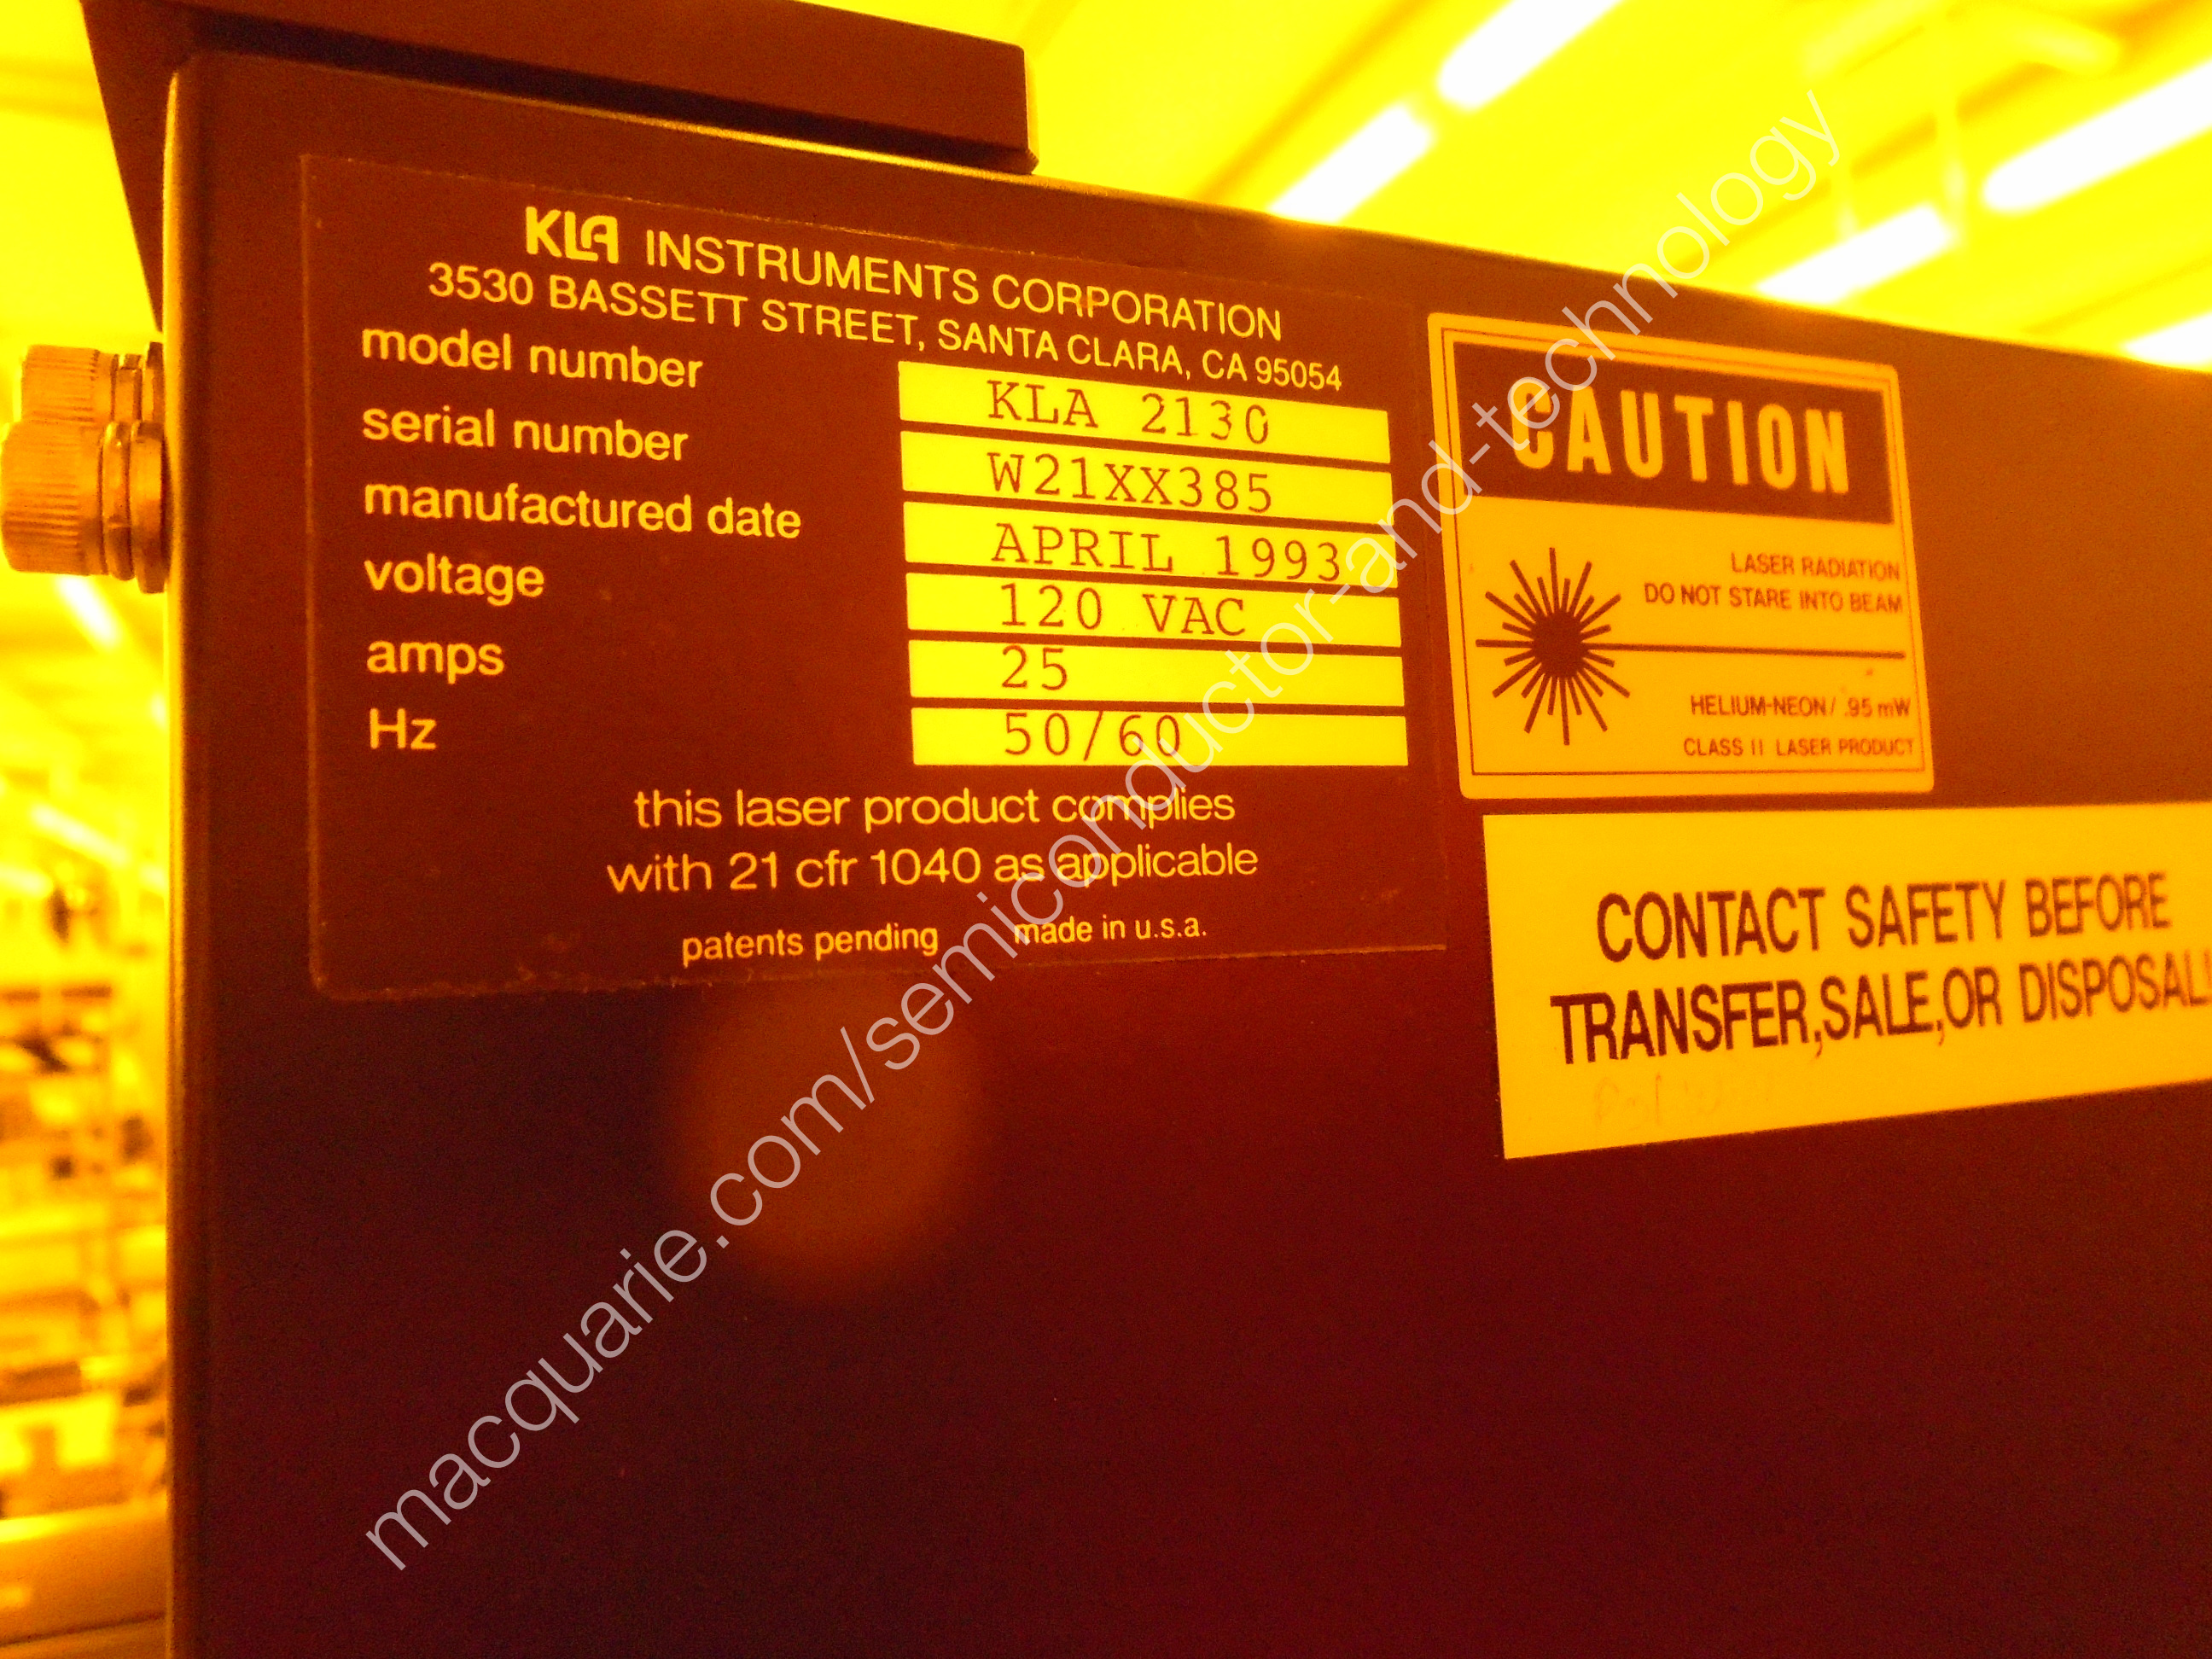 KLA INSTRUMENTS CORPORATION
3530 BASSETT STREET, SANTA CLARA, CA 95054
model number KLA 2130
serial number W21XX385
manufactured date APRIL 1993
voltage 120 VAC
amps 25
Hz 50/60
this laser product complies
with 21 cfr 1040 as applicable
patents pending made in u.s.a.
CAUTION
LASER RADIATION
DO NOT STARE INTO BEAM
HELIUM-NEON/ .95 mW
CLASS II LASER PRODUCT
CONTACT SAFETY BEFORE
TRANSFER,SALE,OR DISPOSAL
macquarie.com/semiconductor-and-technology